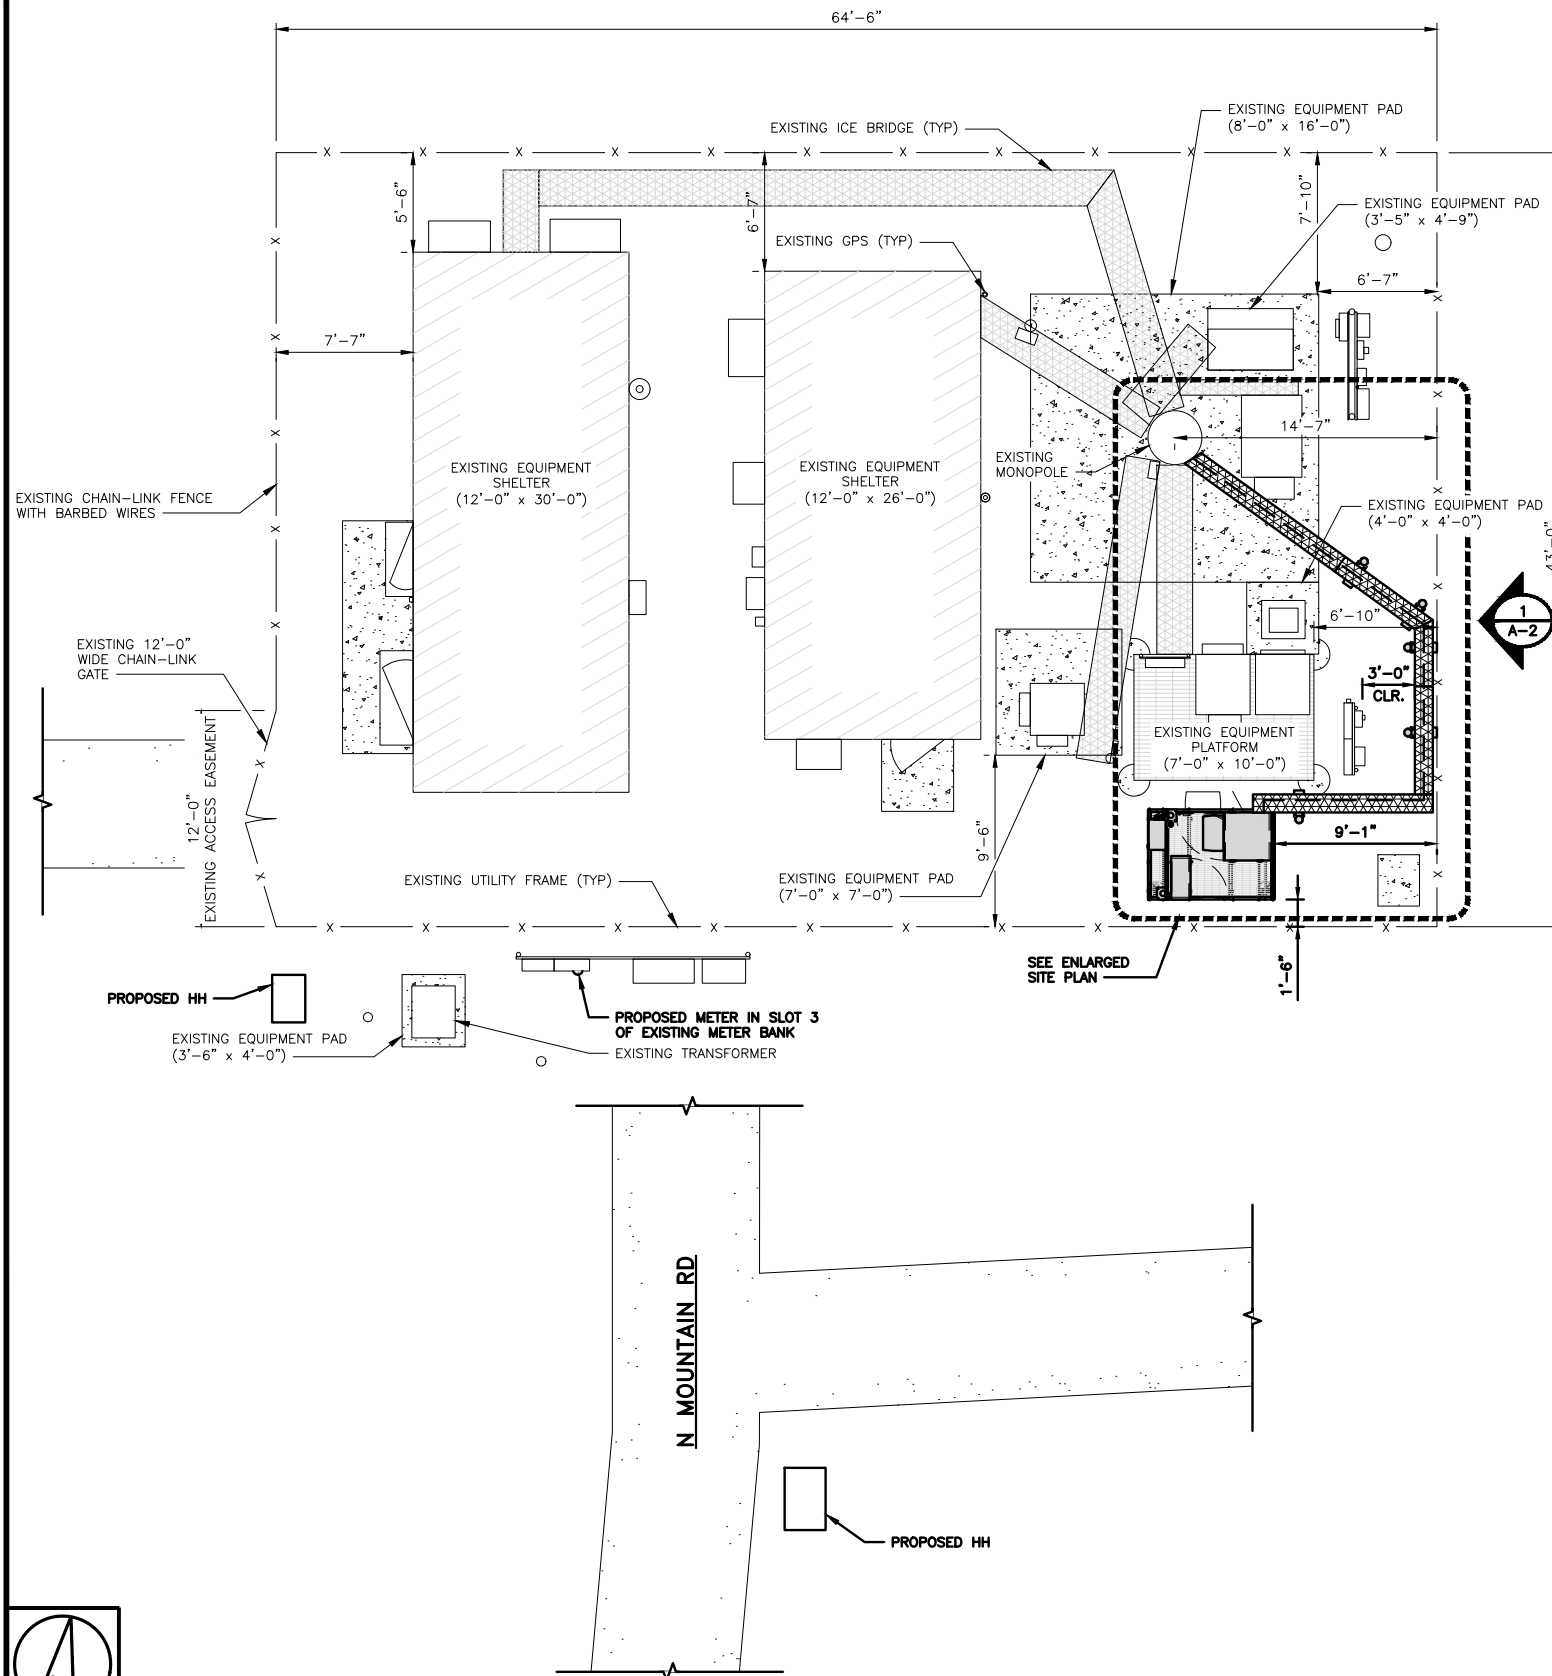 64'-6"
EXISTING EQUIPMENT PAD
(8'-0" x 16'-0")
EXISTING ICE BRIDGE (TYP)
5'-6"
6'-7"
7'-10"
EXISTING EQUIPMENT PAD
(3'-5" x 4'-9")
EXISTING GPS (TYP)
6'-7"
7'-7"
14'-7"
EXISTING
MONOPOLE
EXISTING EQUIPMENT
SHELTER
(12'-0" x 30'-0")
EXISTING EQUIPMENT
SHELTER
(12'-0" x 26'-0")
EXISTING CHAIN-LINK FENCE
WITH BARBED WIRES
EXISTING EQUIPMENT PAD
(4'-0" x 4'-0")
43'-0"
6'-10"
1
A-2
EXISTING 12'-0"
WIDE CHAIN-LINK
GATE
3'-0"
CLR.
EXISTING EQUIPMENT
PLATFORM
(7'-0" x 10'-0")
12'-0"
EXISTING ACCESS EASEMENT
9'-6"
9'-1"
EXISTING UTILITY FRAME (TYP)
EXISTING EQUIPMENT PAD
(7'-0" x 7'-0")
SEE ENLARGED
SITE PLAN
1'-6"
PROPOSED HH
PROPOSED METER IN SLOT 3
OF EXISTING METER BANK
EXISTING EQUIPMENT PAD
(3'-6" x 4'-0")
EXISTING TRANSFORMER
N MOUNTAIN RD
PROPOSED HH